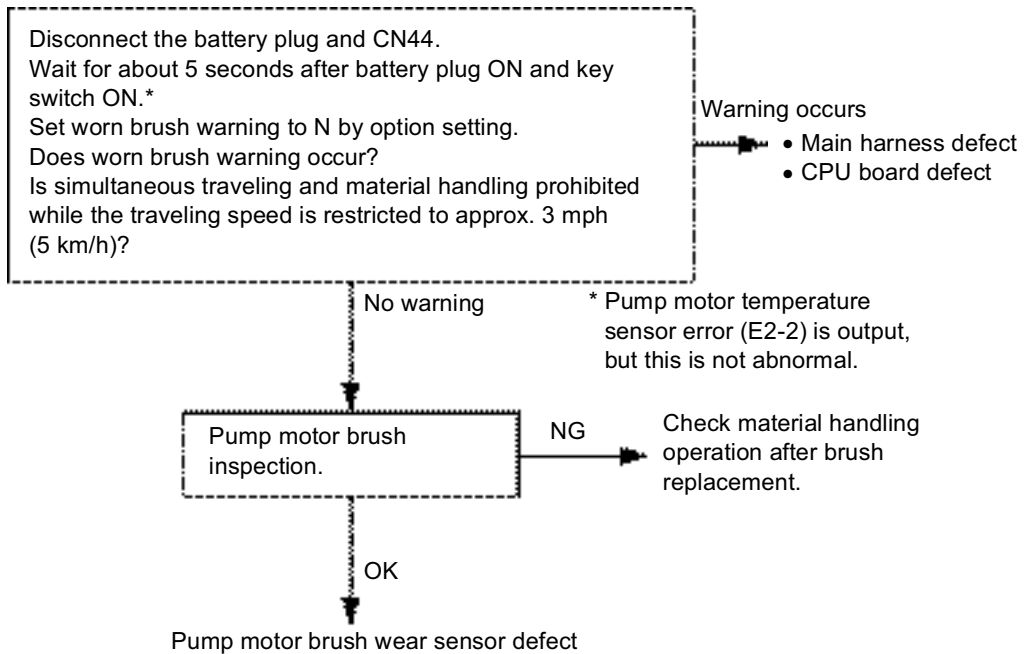 Disconnect the battery plug and CN44.
Wait for about 5 seconds after battery plug ON and key
switch ON.*
Set worn brush warning to N by option setting.
Does worn brush warning occur?
Is simultaneous traveling and material handling prohibited
while the traveling speed is restricted to approx. 3 mph
(5 km/h)?
Warning occurs
• Main harness defect
• CPU board defect
No warning
* Pump motor temperature
sensor error (E2-2) is output,
but this is not abnormal.
Pump motor brush
inspection.
NG
Check material handling
operation after brush
replacement.
OK
Pump motor brush wear sensor defect